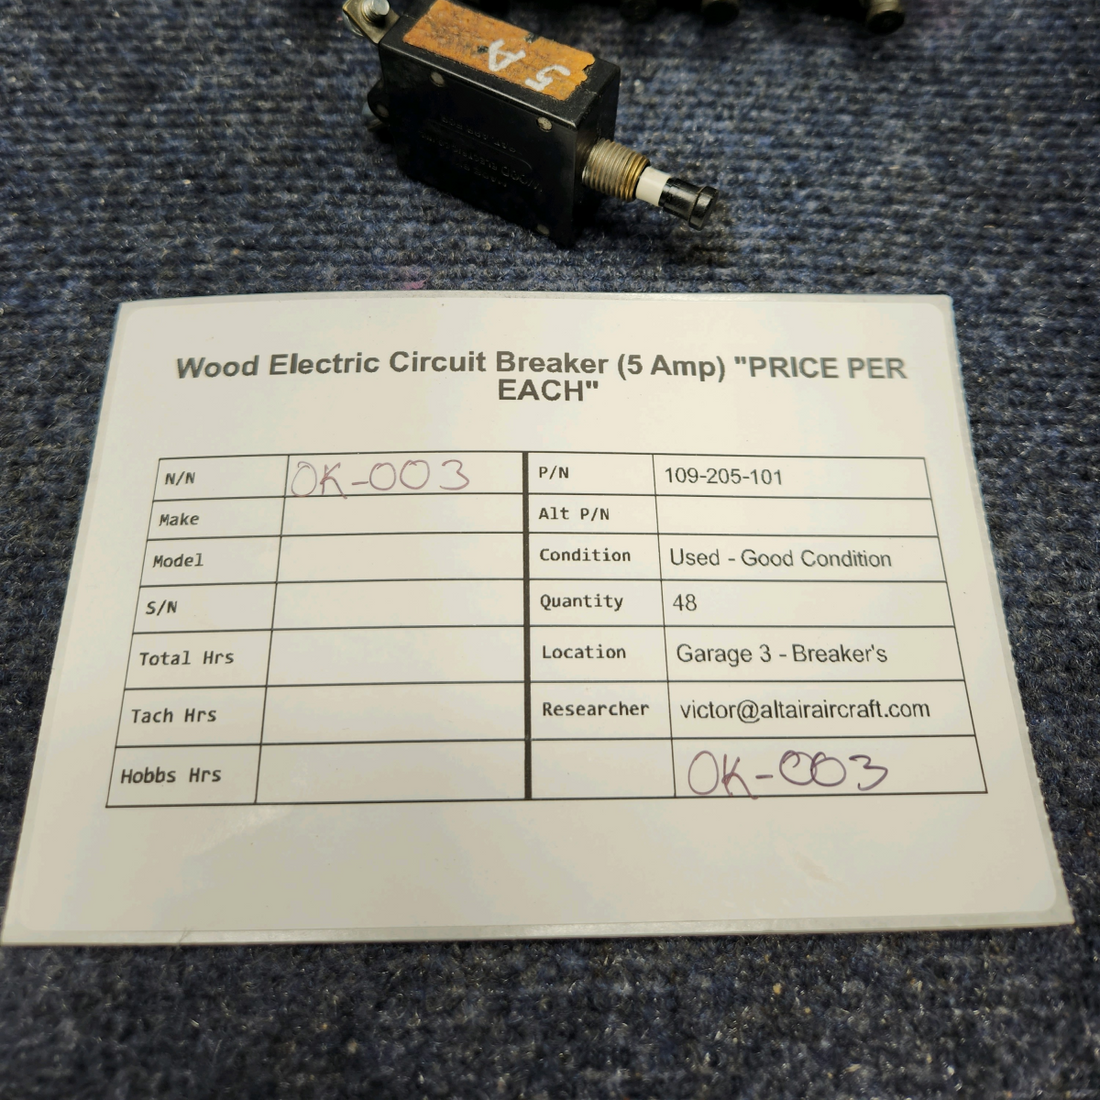 5 A
Wood Electric Circuit Breaker (5 Amp) "PRICE PER
EACH"
N/N OK-003 P/N 109-205-101
Make Alt P/N
Model Condition Used - Good Condition
S/N Quantity 48
Total Hrs Location Garage 3 - Breaker's
Tach Hrs Researcher victor@altairaircraft.com
Hobbs Hrs OK-003